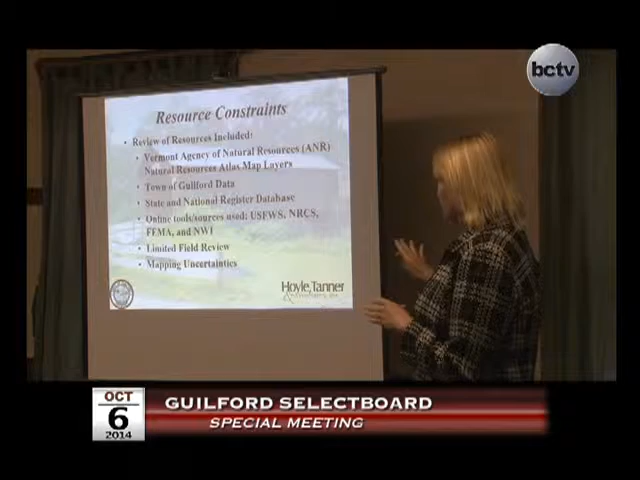 bctv
Resource Constraints
• Review of Resources Included:
• Vermont Agency of Natural Resources (ANR)
Natural Resources Atlas Map Layers
• Town of Guilford Data
• State and National Register Database
• Online tools/sources used: USFWS, NRCS,
FEMA, and NWI
• Limited Field Review
• Mapping Uncertainties
Hoyle, Tanner
OCT
6
2014
GUILFORD SELECTBOARD
SPECIAL MEETING